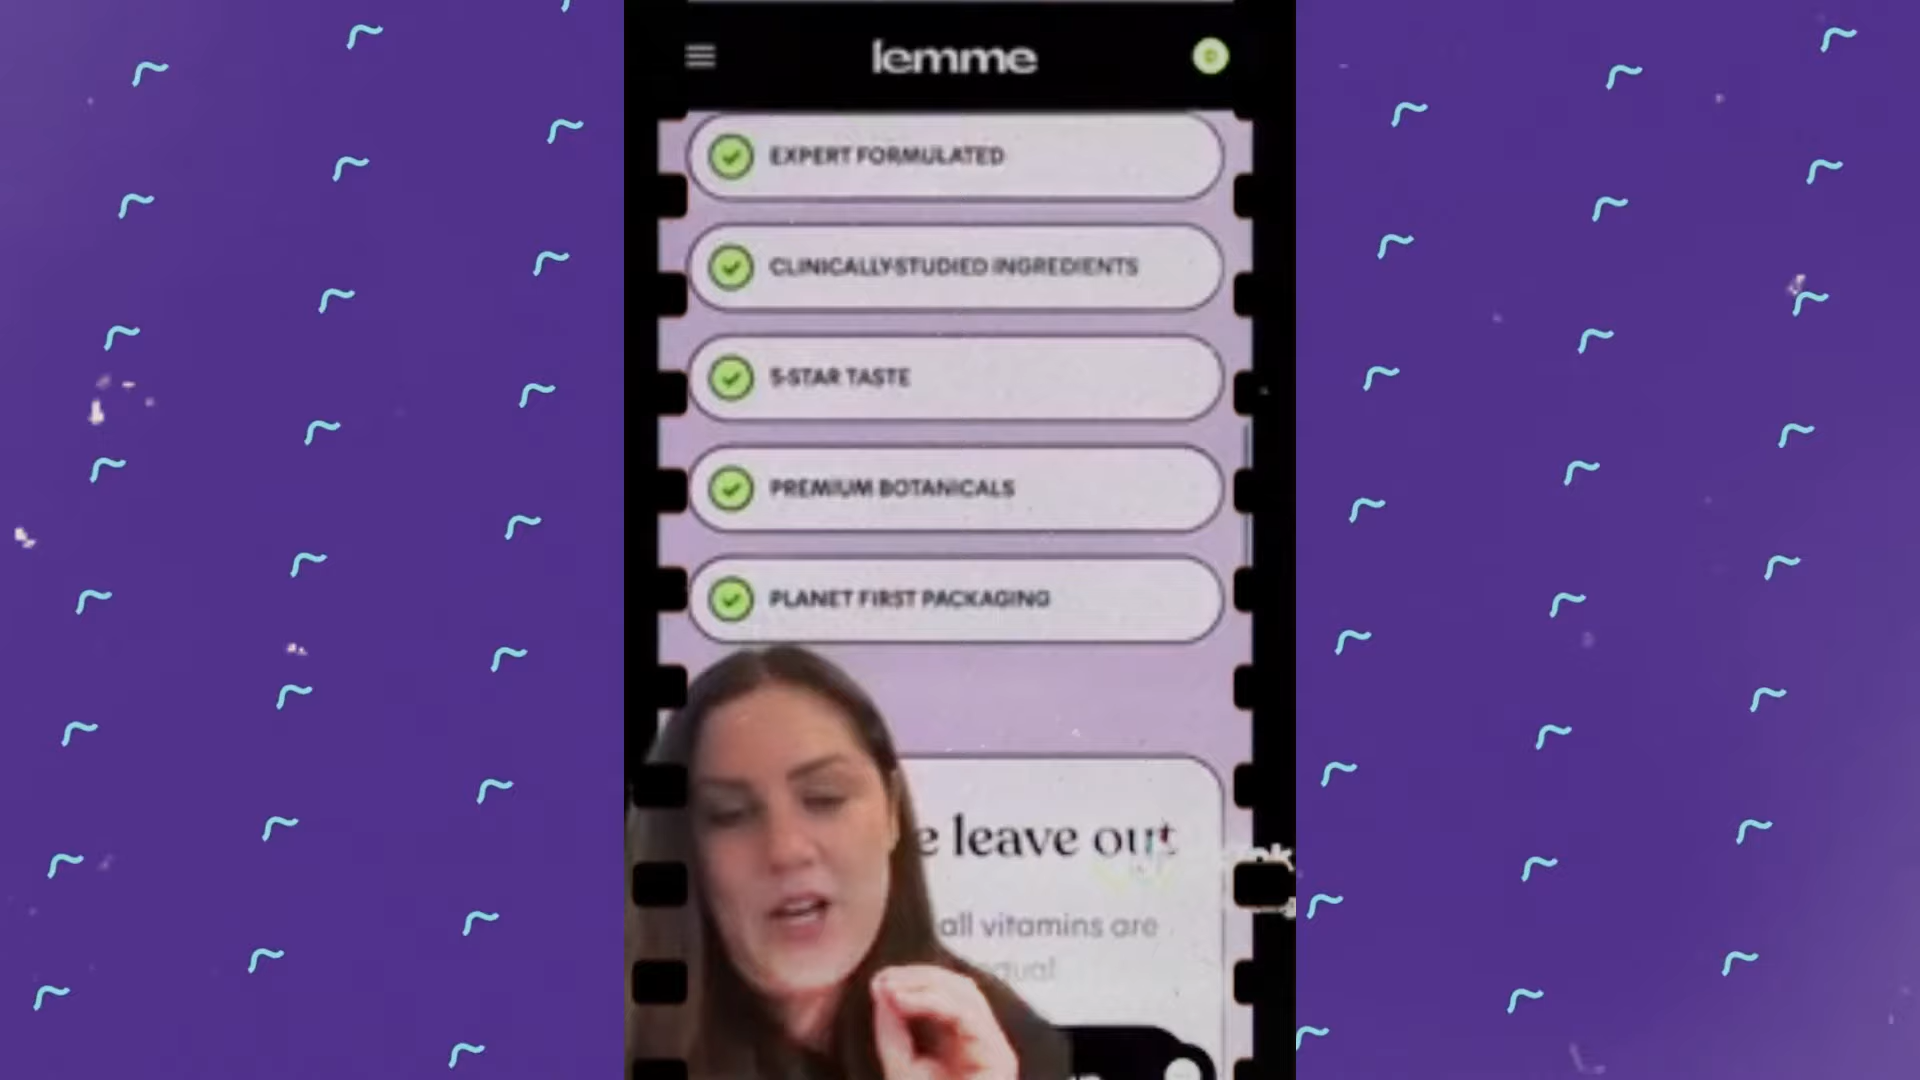 lemme
EXPERT FORMULATED
CLINICALLY-STUDIED INGREDIENTS
5-STAR TASTE
PREMIUM BOTANICALS
PLANET FIRST PACKAGING
leave out
all vitamins are